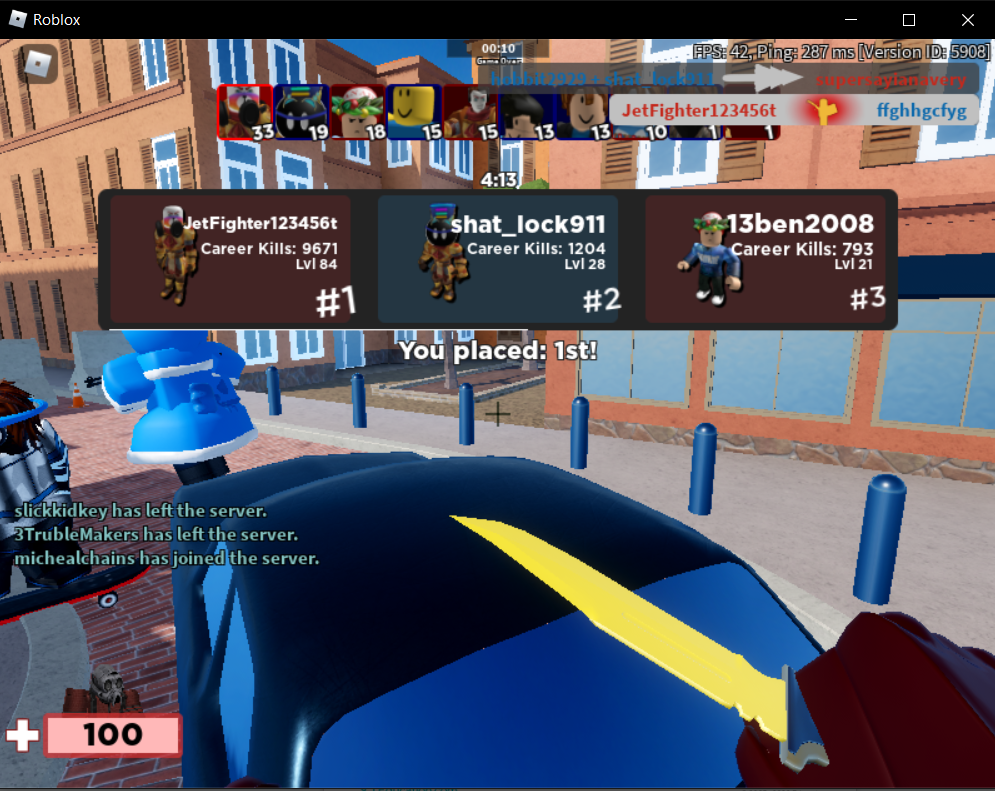 Roblox
00:10
Game Over
FPS: 42, Ping: 287 ms [Version ID: 5908]
supersayianavery
JetFighter123456t ffghhgcfyg
33 19 18 15 15 13 13 10 1 1
4:13
JetFighter123456t
Career Kills: 9671
Lvl 84
#1
shat_lock911
Career Kills: 1204
Lvl 28
#2
13ben2008
Career Kills: 793
Lvl 21
#3
You placed: 1st!
slickkidkey has left the server.
3TrubleMakers has left the server.
michealchains has joined the server.
100